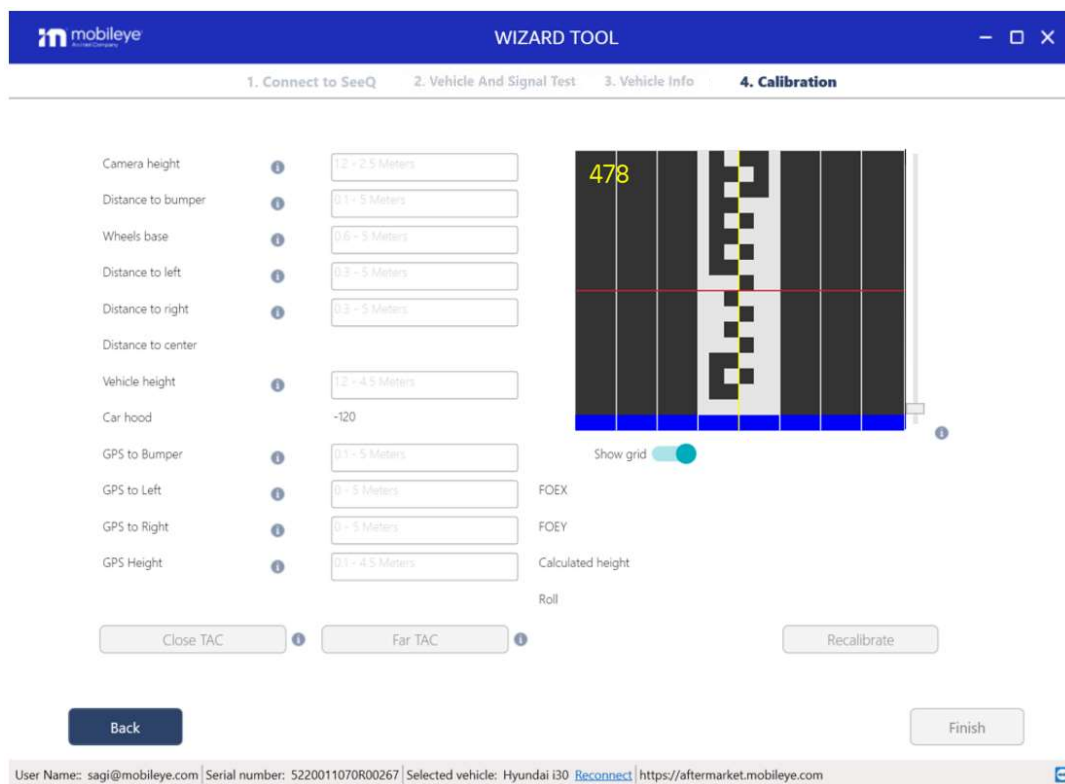 mobileye
An Intel Company
WIZARD TOOL
1. Connect to SeeQ 2. Vehicle And Signal Test 3. Vehicle Info 4. Calibration
Camera height 1.2 - 2.5 Meters
478
Distance to bumper 0.1 - 5 Meters
Wheels base 0.6 - 5 Meters
Distance to left 0.3 - 5 Meters
Distance to right 0.3 - 5 Meters
Distance to center
Vehicle height 1.2 - 4.5 Meters
Car hood -120
GPS to Bumper 0.1 - 5 Meters
Show grid
GPS to Left 0 - 5 Meters FOEX
GPS to Right 0 - 5 Meters FOEY
GPS Height 0.1 - 4.5 Meters Calculated height
Roll
Close TAC Far TAC Recalibrate
Back Finish
User Name:: sagi@mobileye.com Serial number: 5220011070R00267 Selected vehicle: Hyundai i30 Reconnect https://aftermarket.mobileye.com